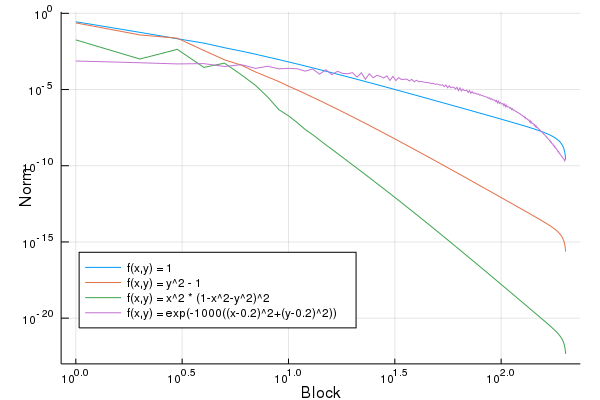 10^0
10^-5
10^-10
10^-15
10^-20
Norm
f(x,y) = 1
f(x,y) = y^2 - 1
f(x,y) = x^2 * (1-x^2-y^2)^2
f(x,y) = exp(-1000((x-0.2)^2+(y-0.2)^2))
10^0.0 10^0.5 10^1.0 10^1.5 10^2.0
Block